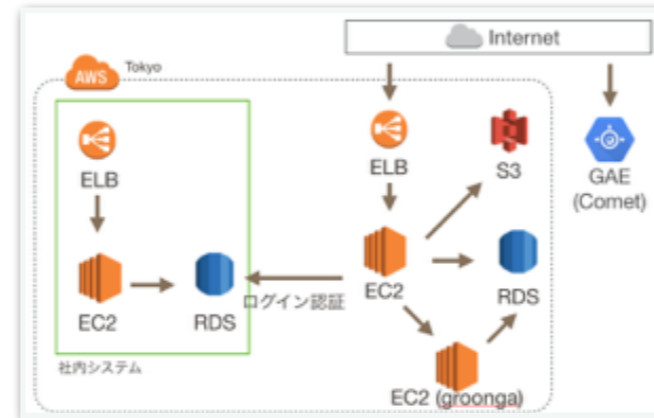 Internet
AWS
Tokyo
ELB
ELB
S3
GAE
(Comet)
EC2
RDS
ログイン認証
EC2
RDS
社内システム
EC2 (groonga)